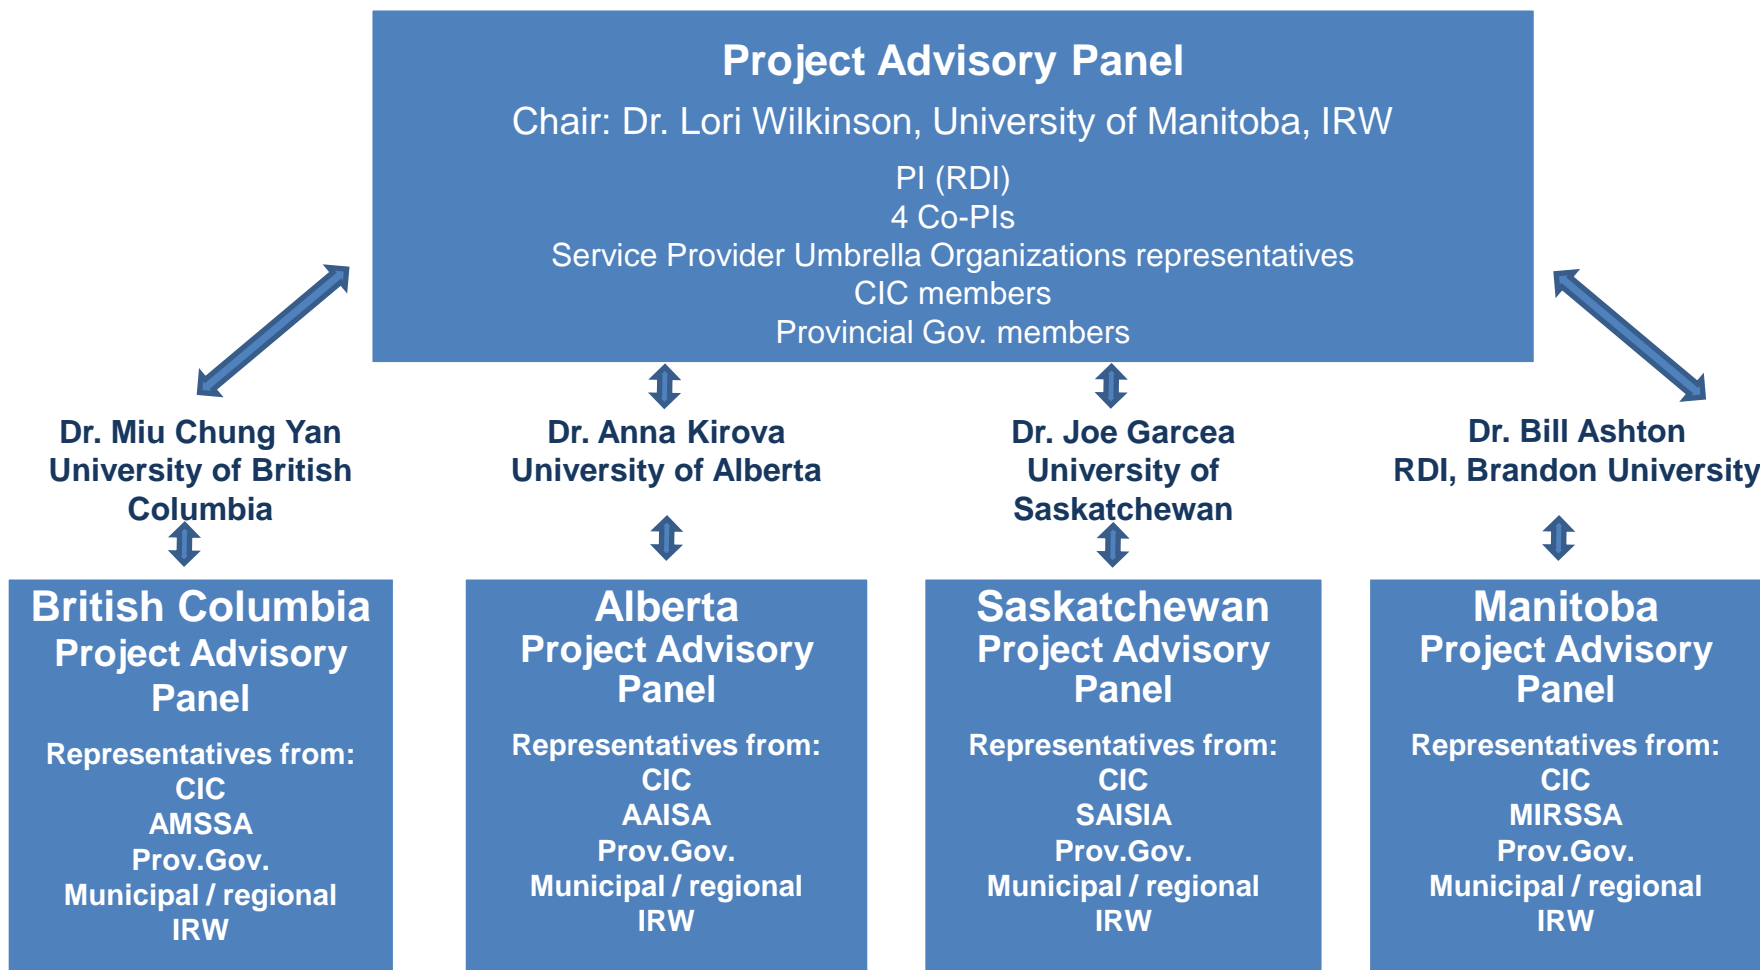 Project Advisory Panel
Chair: Dr. Lori Wilkinson, University of Manitoba, IRW
PI (RDI)
4 Co-PIs
Service Provider Umbrella Organizations representatives
CIC members
Provincial Gov. members
Dr. Miu Chung Yan
University of British
Columbia
Dr. Anna Kirova
University of Alberta
Dr. Joe Garcea
University of
Saskatchewan
Dr. Bill Ashton
RDI, Brandon University
British Columbia
Project Advisory
Panel
Representatives from:
CIC
AMSSA
Prov.Gov.
Municipal / regional
IRW
Alberta
Project Advisory
Panel
Representatives from:
CIC
AAISA
Prov.Gov.
Municipal / regional
IRW
Saskatchewan
Project Advisory
Panel
Representatives from:
CIC
SAISIA
Prov.Gov.
Municipal / regional
IRW
Manitoba
Project Advisory
Panel
Representatives from:
CIC
MIRSSA
Prov.Gov.
Municipal / regional
IRW